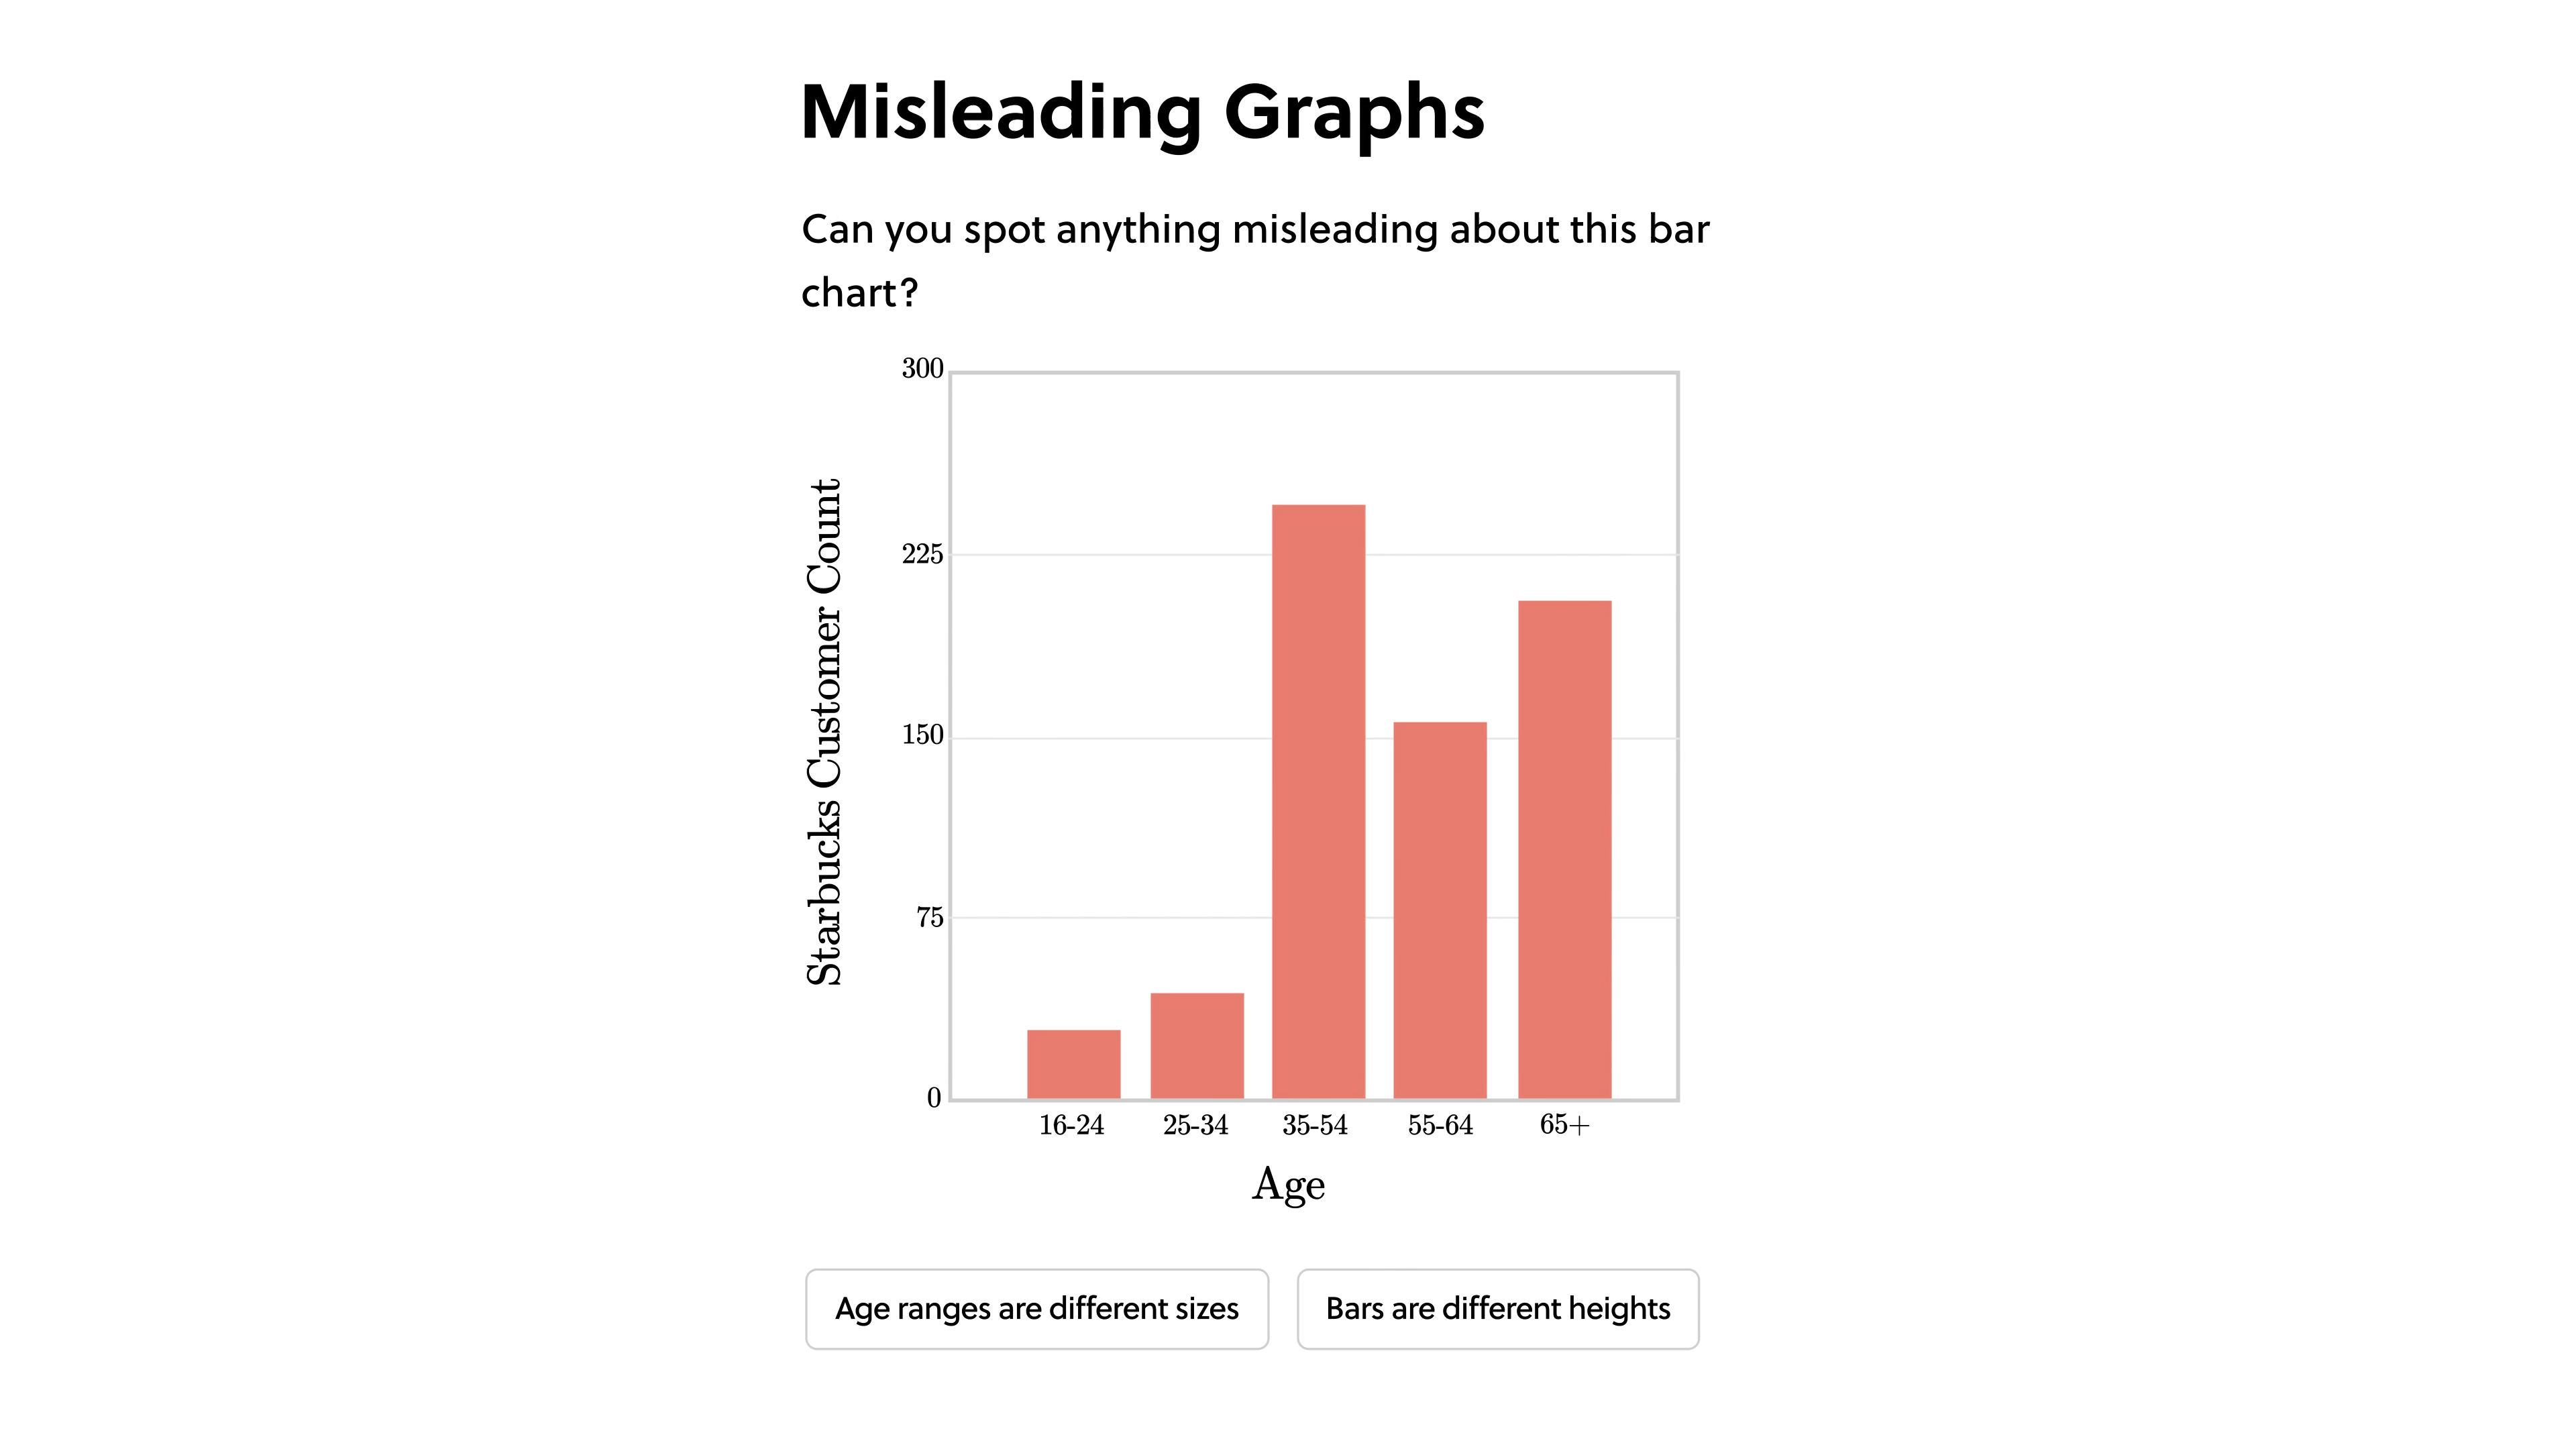 Misleading Graphs
Can you spot anything misleading about this bar
chart?
300
225
150
75
0
Starbucks Customer Count
16-24 25-34 35-54 55-64 65+
Age
Age ranges are different sizes
Bars are different heights